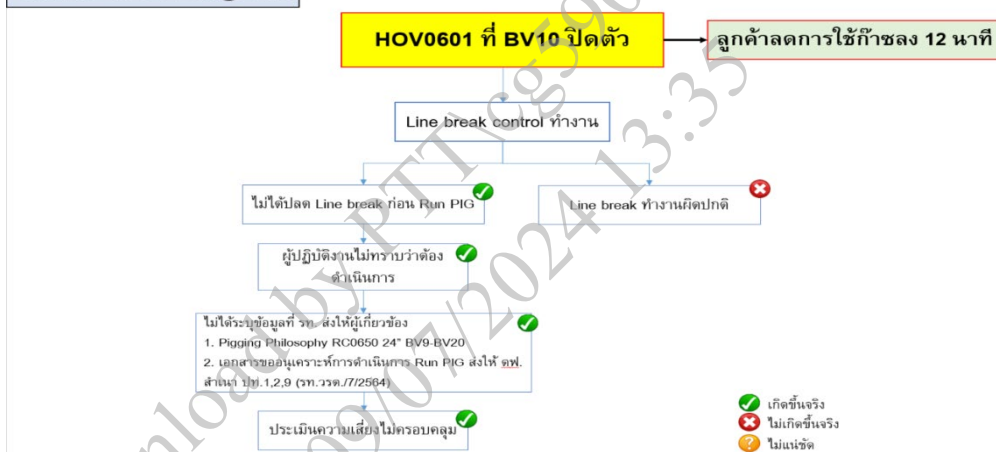 HOV0601 ที่ BV10 ปิดตัว
ลูกค้าลดการใช้ก๊าซลง 12 นาที
Line break control ทำงาน
ไม่ได้ปลด Line break ก่อน Run PIG
Line break ทำงานผิดปกติ
ผู้ปฏิบัติงานไม่ทราบว่าต้อง
ดำเนินการ
ไม่ได้ระบุข้อมูลที่ รท. ส่งให้ผู้เกี่ยวข้อง
1. Pigging Philosophy RC0650 24" BV9-BV20
2. เอกสารขออนุเคราะห์การดำเนินการ Run PIG ส่งให้ ตฟ.
สำเนา ปท.1,2,9 (รท.วรต./7/2564)
ประเมินความเสี่ยงไม่ครอบคลุม
เกิดขึ้นจริง
ไม่เกิดขึ้นจริง
ไม่แน่ชัด
nload by PTT\cg590
09/07/2024 13:35